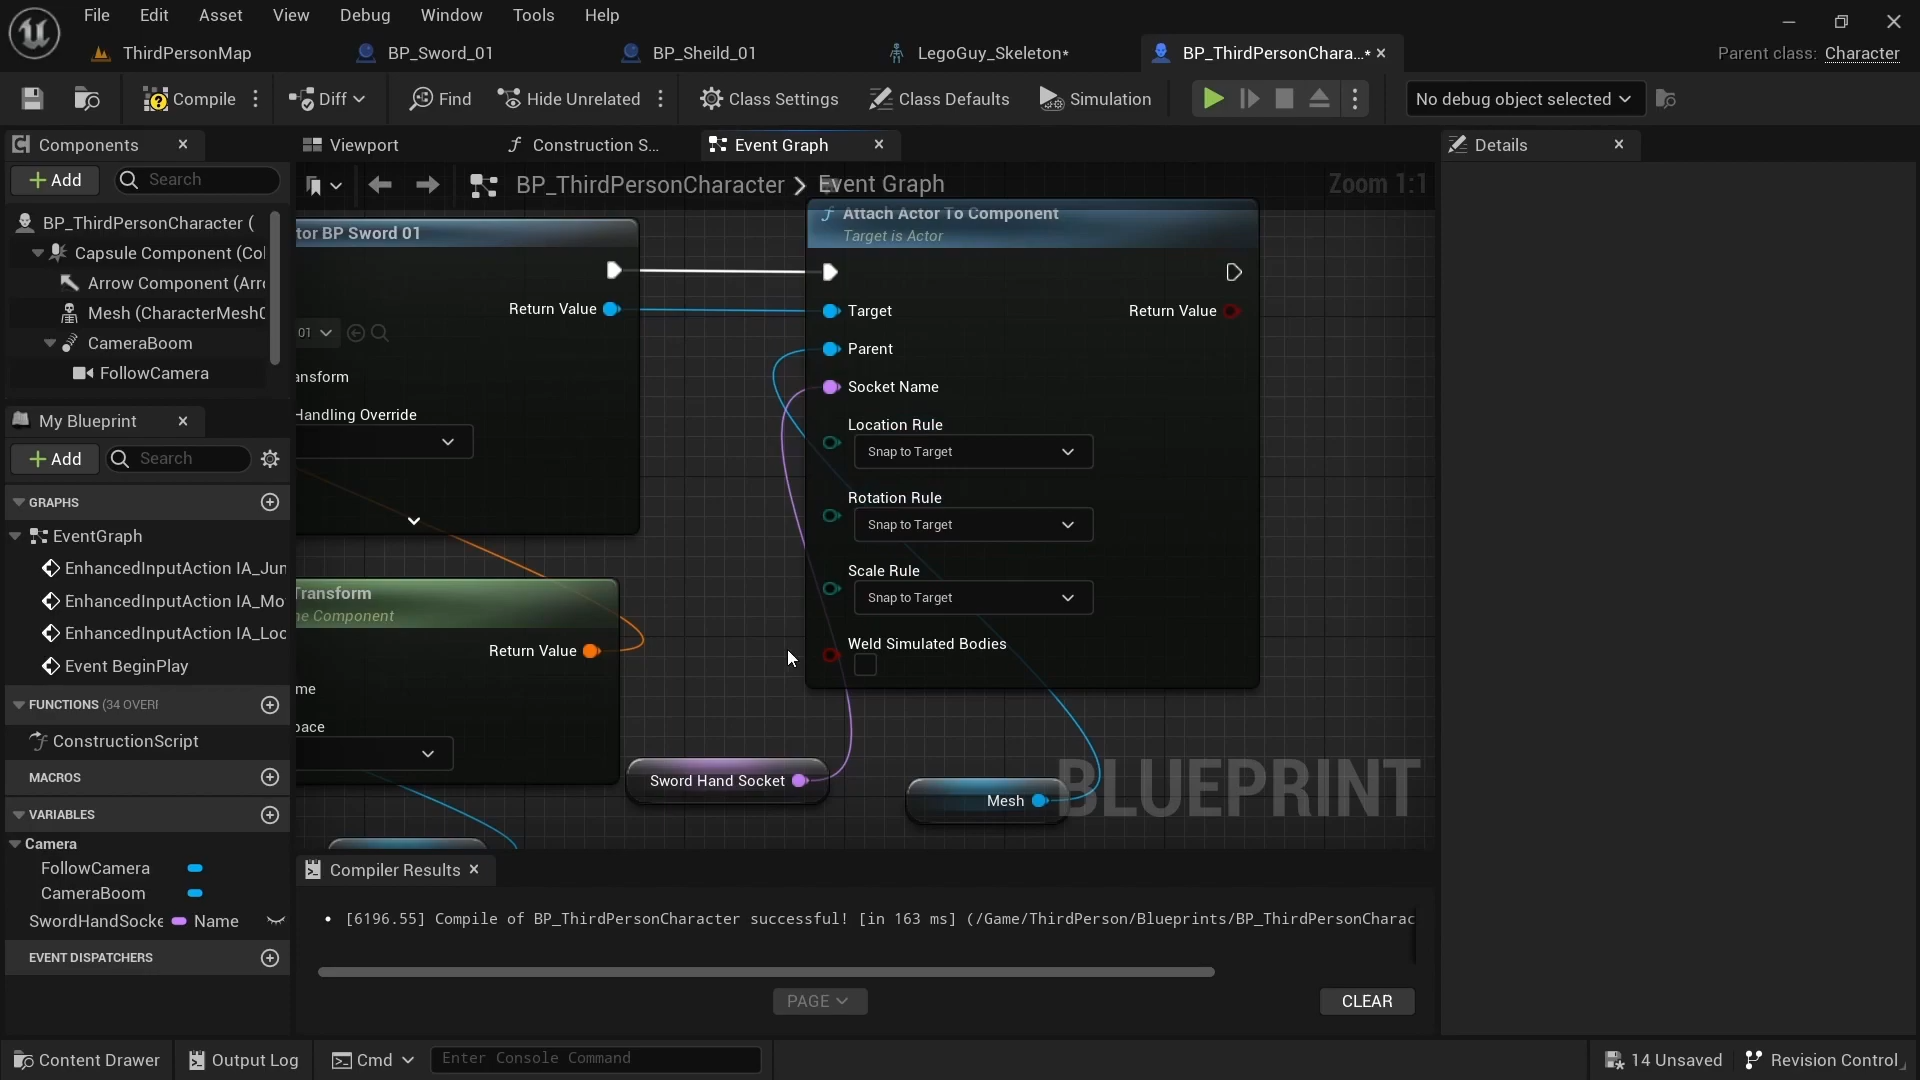 File Edit Asset View Debug Window Tools Help
ThirdPersonMap BP_Sword_01 BP_Sheild_01 LegoGuy_Skeleton* BP_ThirdPersonChara...* Parent class: Character
Compile Diff Find Hide Unrelated Class Settings Class Defaults Simulation No debug object selected
Components Viewport Construction S... Event Graph Details
Add Search
BP_ThirdPersonCharacter > Event Graph Zoom 1:1
BP_ThirdPersonCharacter (
Capsule Component (Col
Arrow Component (Arr
Mesh (CharacterMesh
CameraBoom
FollowCamera
My Blueprint
Add Search
GRAPHS
EventGraph
EnhancedInputAction IA_Jun
EnhancedInputAction IA_Mo
EnhancedInputAction IA_Loc
Event BeginPlay
FUNCTIONS (34 OVERI
ConstructionScript
MACROS
VARIABLES
Camera
FollowCamera
CameraBoom
SwordHandSocke Name
EVENT DISPATCHERS
tor BP Sword 01
Return Value
01
ansform
Handling Override
Transform
ne Component
Return Value
me
pace
Attach Actor To Component
Target is Actor
Target Return Value
Parent
Socket Name
Location Rule
Snap to Target
Rotation Rule
Snap to Target
Scale Rule
Snap to Target
Weld Simulated Bodies
Sword Hand Socket
Mesh
BLUEPRINT
Compiler Results
• [6196.55] Compile of BP_ThirdPersonCharacter successful! [in 163 ms] (/Game/ThirdPerson/Blueprints/BP_ThirdPersonCharac
PAGE CLEAR
Content Drawer Output Log Cmd Enter Console Command 14 Unsaved Revision Control